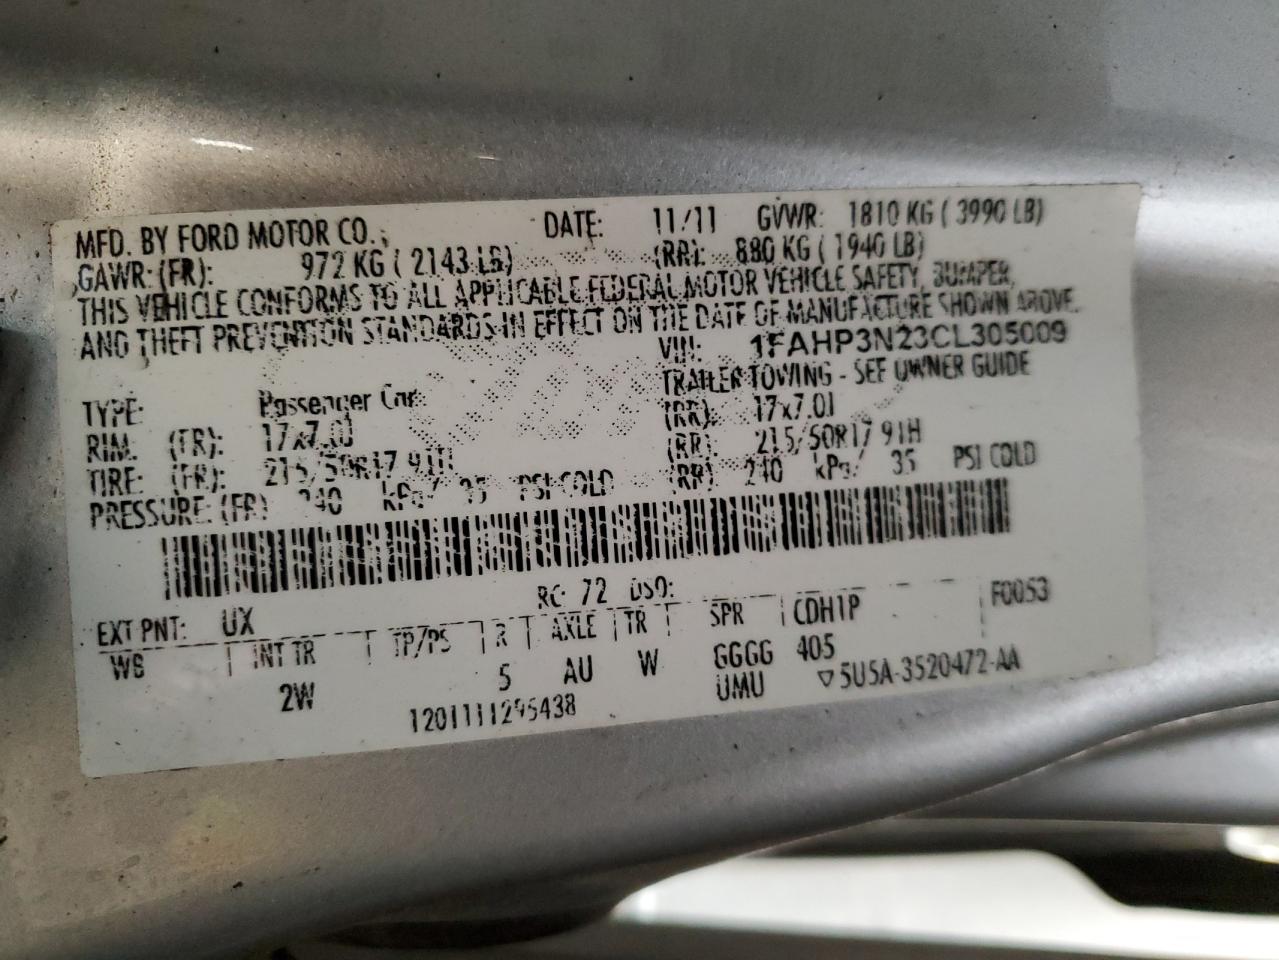 MFD. BY FORD MOTOR CO. DATE: 11/11 GVWR: 1810 KG ( 3990 LB)
GAWR: (FR): 972 KG ( 2143 LB) (RR): 880 KG ( 1940 LB)
THIS VEHICLE CONFORMS TO ALL APPLICABLE FEDERAL MOTOR VEHICLE SAFETY, BUMPER,
AND THEFT PREVENTION STANDARDS IN EFFECT ON THE DATE OF MANUFACTURE SHOWN ABOVE.
VIN: 1FAHP3N23CL305009
TYPE: Passenger Car TRAILER TOWING - SEE OWNER GUIDE
RIM: (FR): 17x7.0J (RR): 17x7.0J
TIRE: (FR): 215/50R17 91H (RR): 215/50R17 91H
PRESSURE: (FR) 240 kPa/ 35 PSI COLD (RR): 240 kPa/ 35 PSI COLD
EXT PNT: UX RC: 72 DSO: F0053
WB INT TR TP/PS R AXLE TR SPR CDH1P
2W 5 AU W GGGG 405
UMU ▽5U5A-3520472-AA